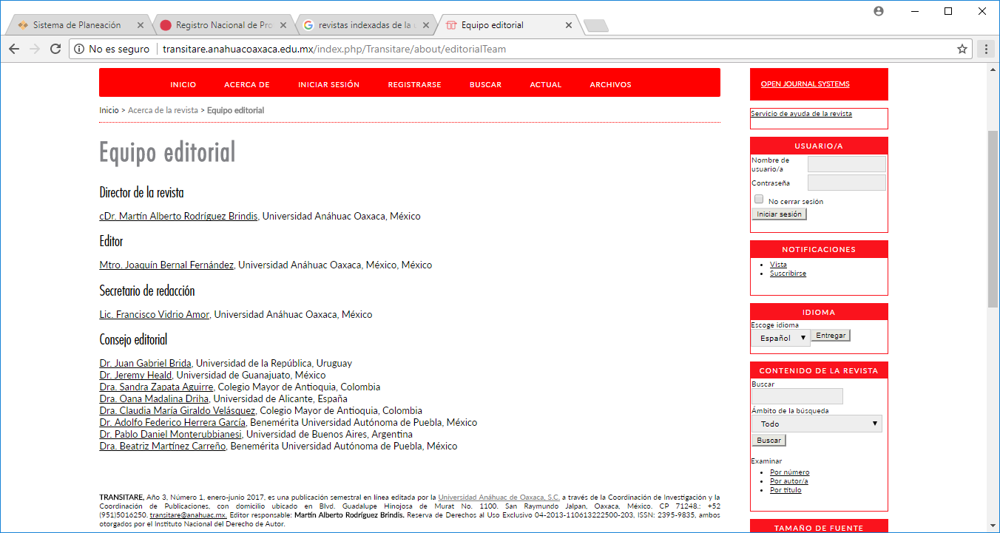 Sistema de Planeación
Registro Nacional de Pro
revistas indexadas de la u
Equipo editorial
No es seguro
transitare.anahuacoaxaca.edu.mx/index.php/Transitare/about/editorialTeam
INICIO ACERCA DE INICIAR SESIÓN REGISTRARSE BUSCAR ACTUAL ARCHIVOS
Inicio > Acerca de la revista > Equipo editorial
Equipo editorial
Director de la revista
cDr. Martín Alberto Rodríguez Brindis, Universidad Anáhuac Oaxaca, México
Editor
Mtro. Joaquín Bernal Fernández, Universidad Anáhuac Oaxaca, México, México
Secretario de redacción
Lic. Francisco Vidrio Amor, Universidad Anáhuac Oaxaca, México
Consejo editorial
Dr. Juan Gabriel Brida, Universidad de la República, Uruguay
Dr. Jeremy Heald, Universidad de Guanajuato, México
Dra. Sandra Zapata Aguirre, Colegio Mayor de Antioquia, Colombia
Dra. Oana Madalina Driha, Universidad de Alicante, España
Dra. Claudia María Giraldo Velásquez, Colegio Mayor de Antioquia, Colombia
Dr. Adolfo Federico Herrera García, Benemérita Universidad Autónoma de Puebla, México
Dr. Pablo Daniel Monterubbianesi, Universidad de Buenos Aires, Argentina
Dra. Beatriz Martínez Carreño, Benemérita Universidad Autónoma de Puebla, México
TRANSITARE, Año 3, Número 1, enero-junio 2017, es una publicación semestral en línea editada por la Universidad Anáhuac de Oaxaca, S.C. a través de la Coordinación de Investigación y la
Coordinación de Publicaciones, con domicilio ubicado en Blvd. Guadalupe Hinojosa de Murat No. 1100. San Raymundo Jalpan, Oaxaca, México. CP 71248.: +52
(951)5016250. transitare@anahuac.mx. Editor responsable: Martín Alberto Rodríguez Brindis. Reserva de Derechos al Uso Exclusivo 04-2013-110613222500-203, ISSN: 2395-9835, ambos
otorgados por el Instituto Nacional del Derecho de Autor.
OPEN JOURNAL SYSTEMS
Servicio de ayuda de la revista
USUARIO/A
Nombre de
usuario/a
Contraseña
No cerrar sesión
Iniciar sesión
NOTIFICACIONES
Vista
Suscribirse
IDIOMA
Escoge idioma
Español Entregar
CONTENIDO DE LA REVISTA
Buscar
Ámbito de la búsqueda
Todo
Buscar
Examinar
Por número
Por autor/a
Por título
TAMAÑO DE FUENTE